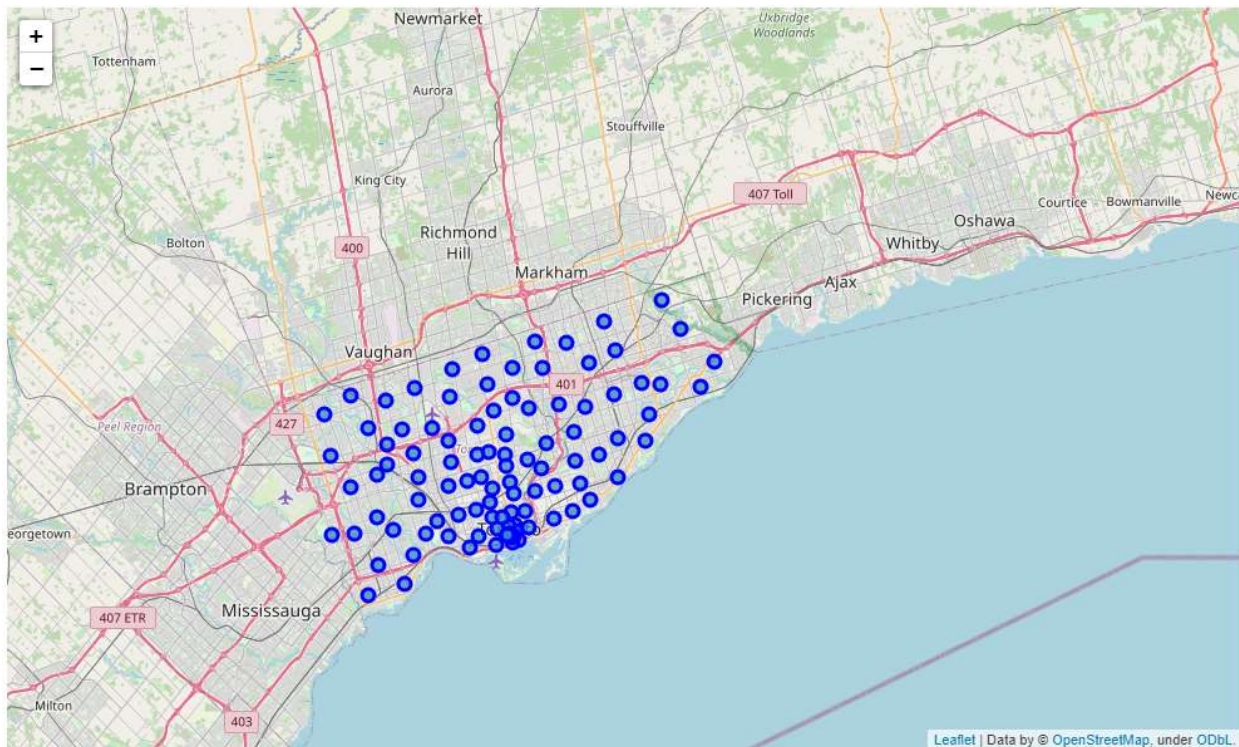 +
−
Newmarket
Uxbridge
Woodlands
Tottenham
Aurora
Stouffville
King City
407 Toll
Courtice
Bowmanville
Newca
Oshawa
Richmond
Hill
400
Bolton
Whitby
Markham
Ajax
Pickering
Vaughan
401
427
Peel Region
Brampton
Georgetown
Mississauga
407 ETR
Milton
403
Leaflet | Data by © OpenStreetMap, under ODbL.